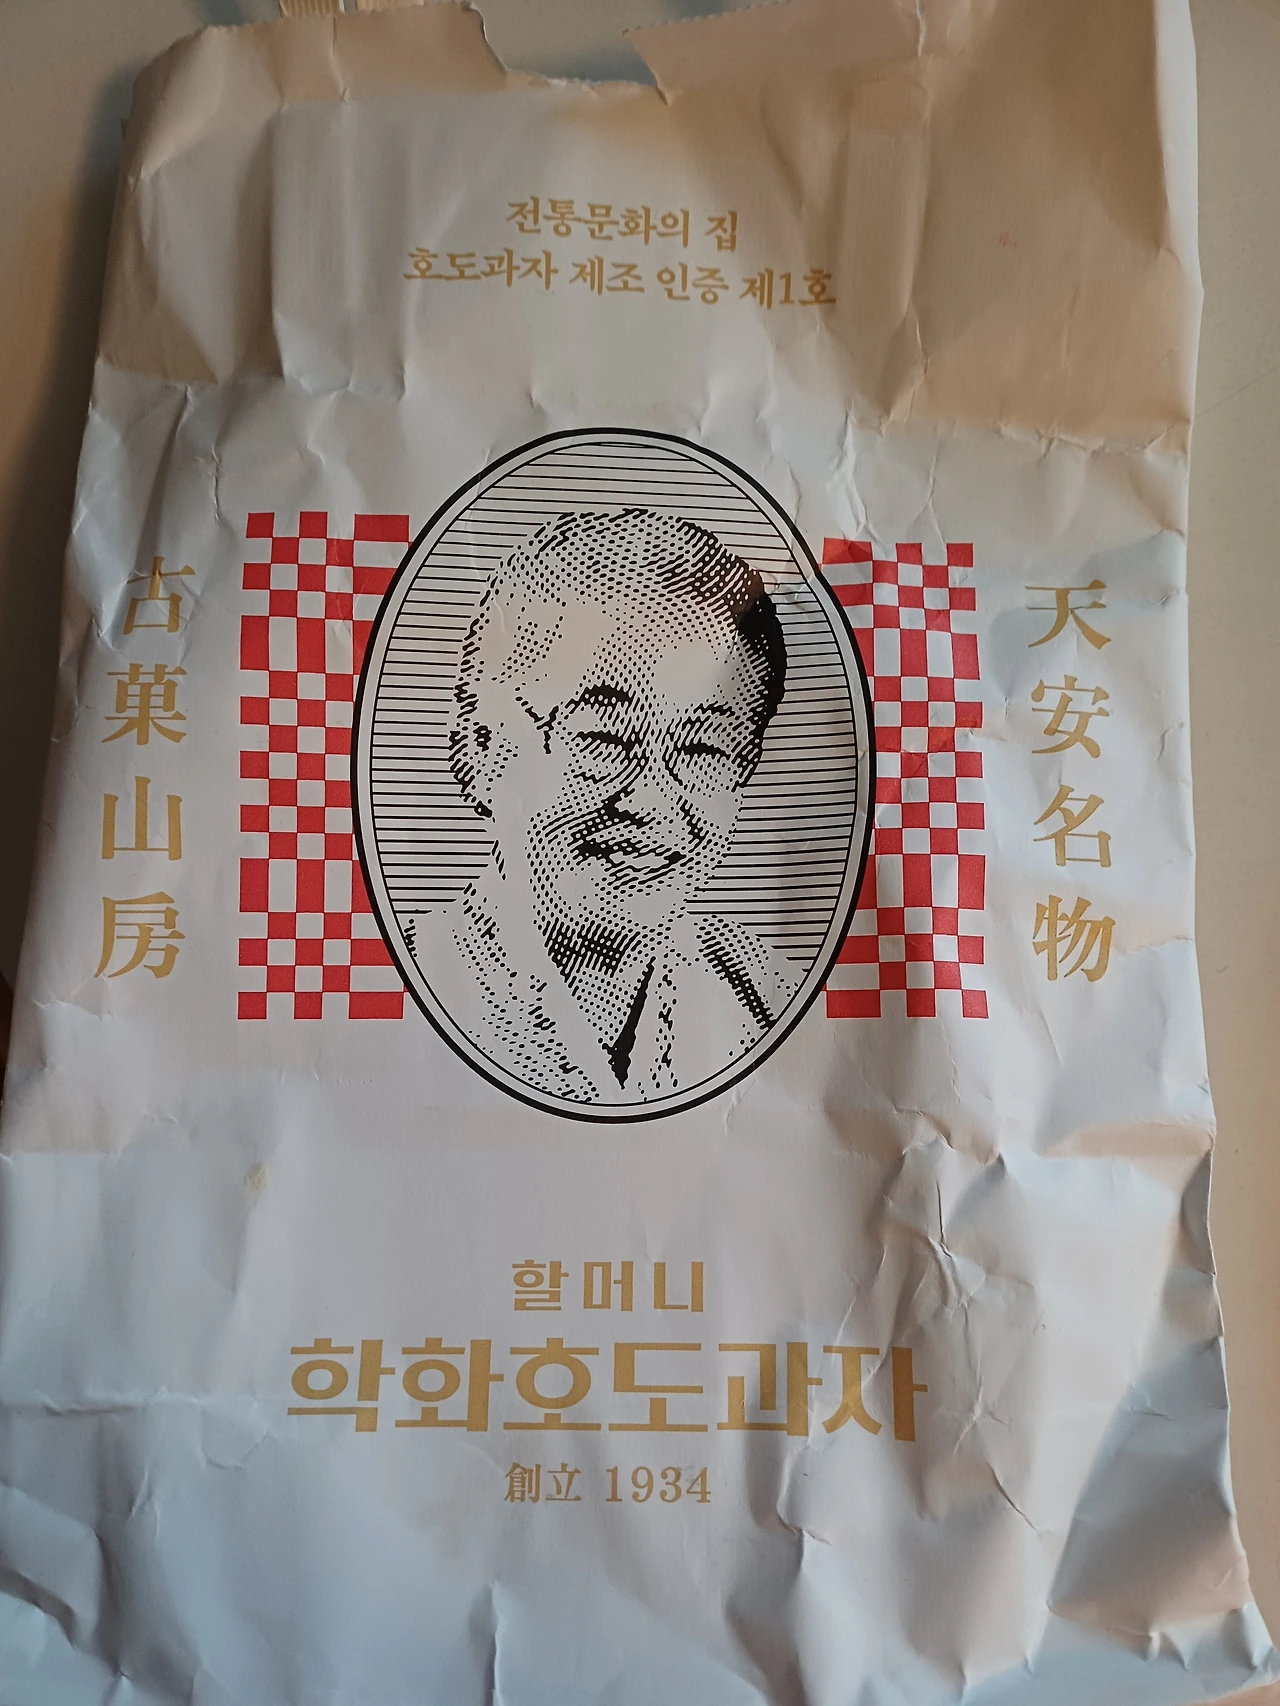 전통문화의 집
호도과자 제조 인증 제1호
天安名物
古菓山房
할머니
학화호도과자
創立 1934